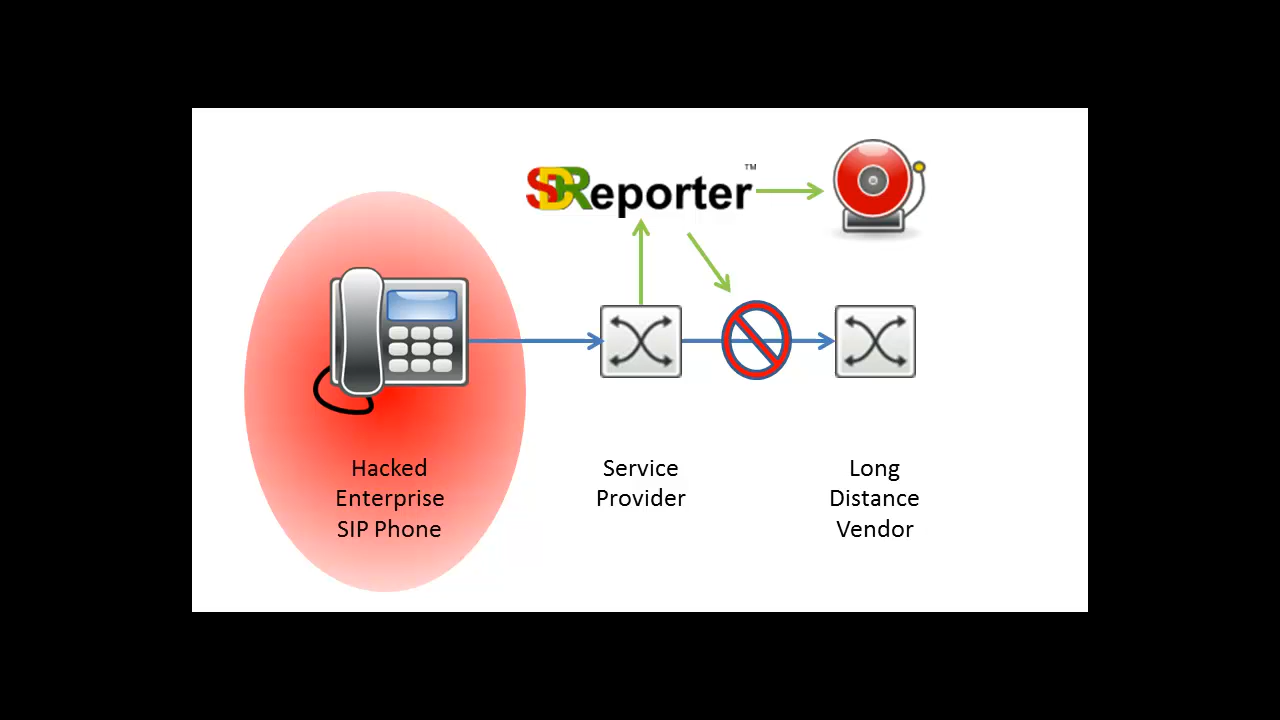 SDReporter™
Hacked
Enterprise
SIP Phone
Service
Provider
Long
Distance
Vendor